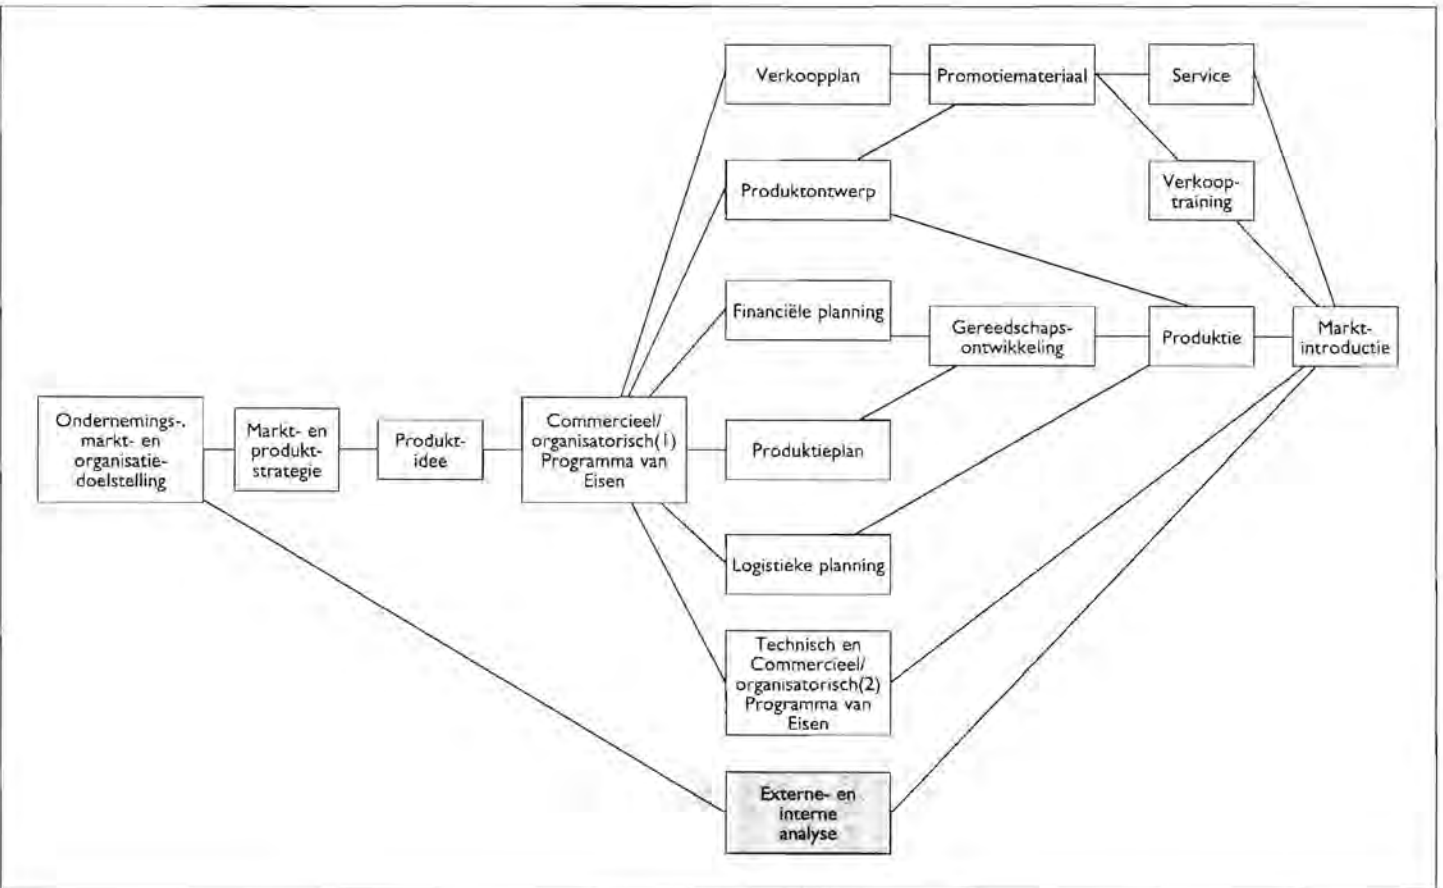 Verkoopplan
Promotiemateriaal
Service
Produktontwerp
Verkoop-
training
Financiële planning
Gereedschaps-
ontwikkeling
Produktie
Markt-
introductie
Ondernemings-,
markt- en
organisatie-
doelstelling
Markt- en
produkt-
strategie
Produkt-
idee
Commercieel/
organisatorisch(1)
Programma van
Eisen
Produktieplan
Logistieke planning
Technisch en
Commercieel/
organisatorisch(2)
Programma van
Eisen
Externe- en
interne
analyse